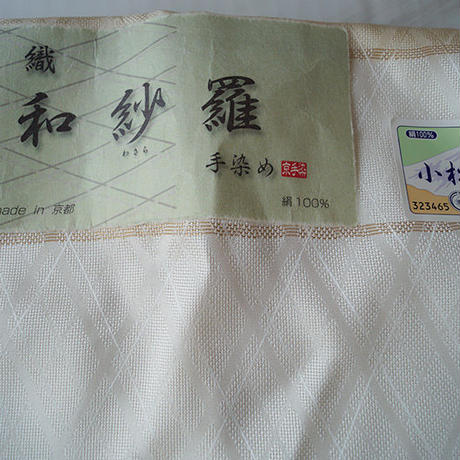 織
和紗羅
わさら
手染め
made in 京都
絹100%
絹100%
小松
323465